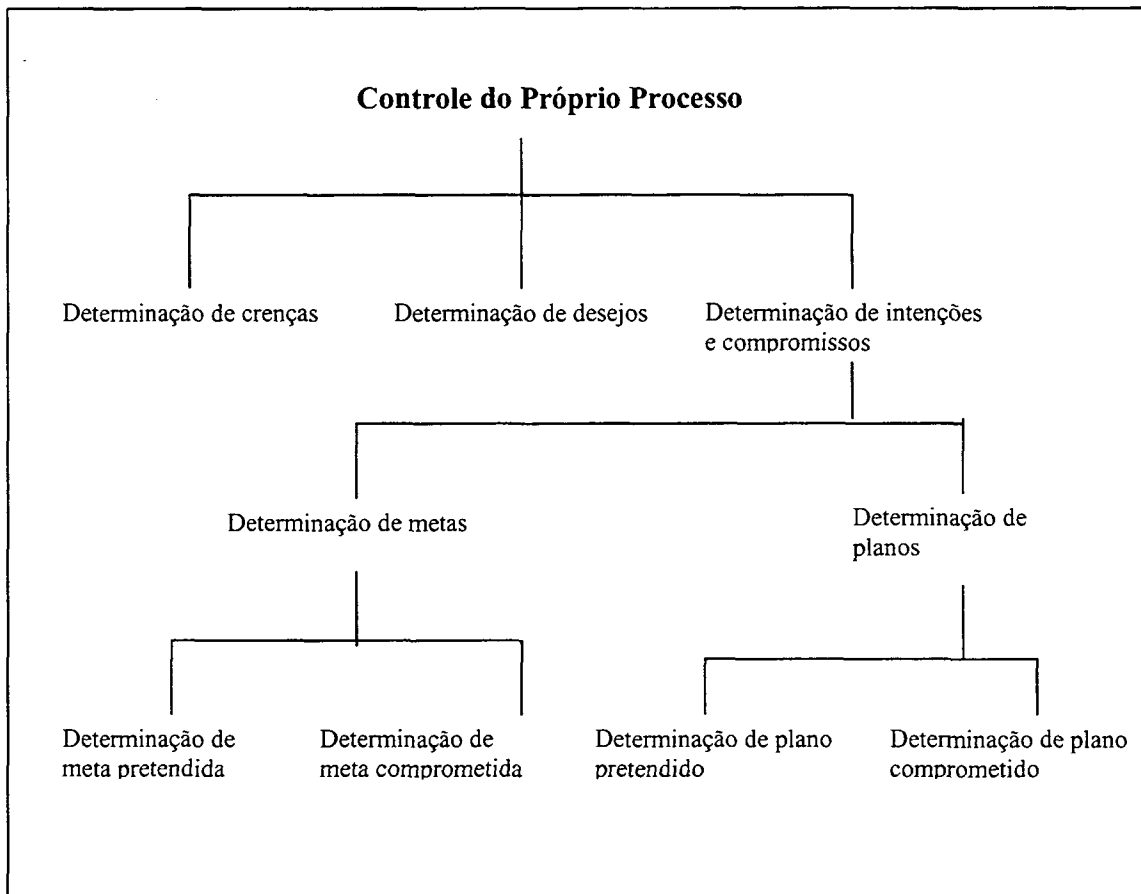 Controle do Próprio Processo
Determinação de crenças
Determinação de desejos
Determinação de intenções
e compromissos
Determinação de metas
Determinação de
planos
Determinação de
meta pretendida
Determinação de
meta comprometida
Determinação de plano
pretendido
Determinação de plano
comprometido